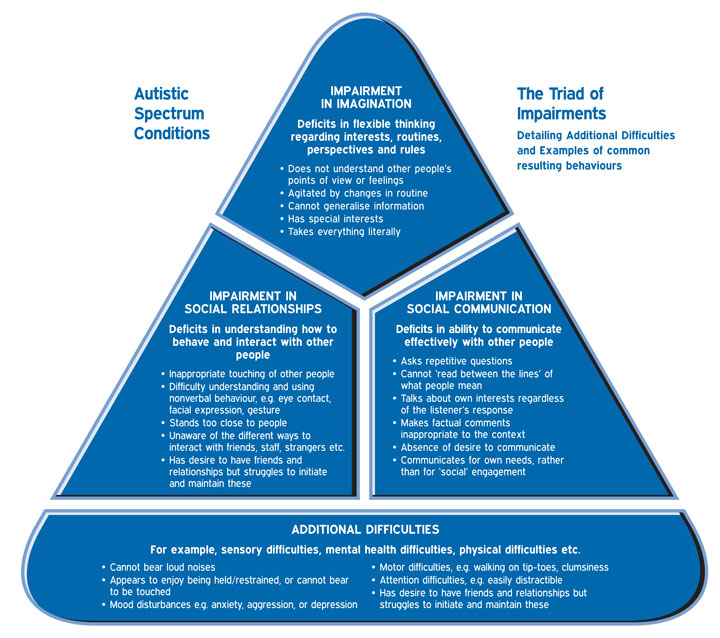 Autistic
Spectrum
Conditions
The Triad of
Impairments
Detailing Additional Difficulties
and Examples of common
resulting behaviours
IMPAIRMENT
IN IMAGINATION
Deficits in flexible thinking
regarding interests, routines,
perspectives and rules
• Does not understand other people's
points of view or feelings
• Agitated by changes in routine
• Cannot generalise information
• Has special interests
• Takes everything literally
IMPAIRMENT IN
SOCIAL RELATIONSHIPS
Deficits in understanding how to
behave and interact with other
people
• Inappropriate touching of other people
• Difficulty understanding and using
nonverbal behaviour, e.g. eye contact,
facial expression, gesture
• Stands too close to people
• Unaware of the different ways to
interact with friends, staff, strangers etc.
• Has desire to have friends and
relationships but struggles to initiate
and maintain these
IMPAIRMENT IN
SOCIAL COMMUNICATION
Deficits in ability to communicate
effectively with other people
• Asks repetitive questions
• Cannot 'read between the lines' of
what people mean
• Talks about own interests regardless
of the listener's response
• Makes factual comments
inappropriate to the context
• Absence of desire to communicate
• Communicates for own needs, rather
than for 'social' engagement
ADDITIONAL DIFFICULTIES
For example, sensory difficulties, mental health difficulties, physical difficulties etc.
• Cannot bear loud noises
• Appears to enjoy being held/restrained, or cannot bear
to be touched
• Mood disturbances e.g. anxiety, aggression, or depression
• Motor difficulties, e.g. walking on tip-toes, clumsiness
• Attention difficulties, e.g. easily distractible
• Has desire to have friends and relationships but
struggles to initiate and maintain these